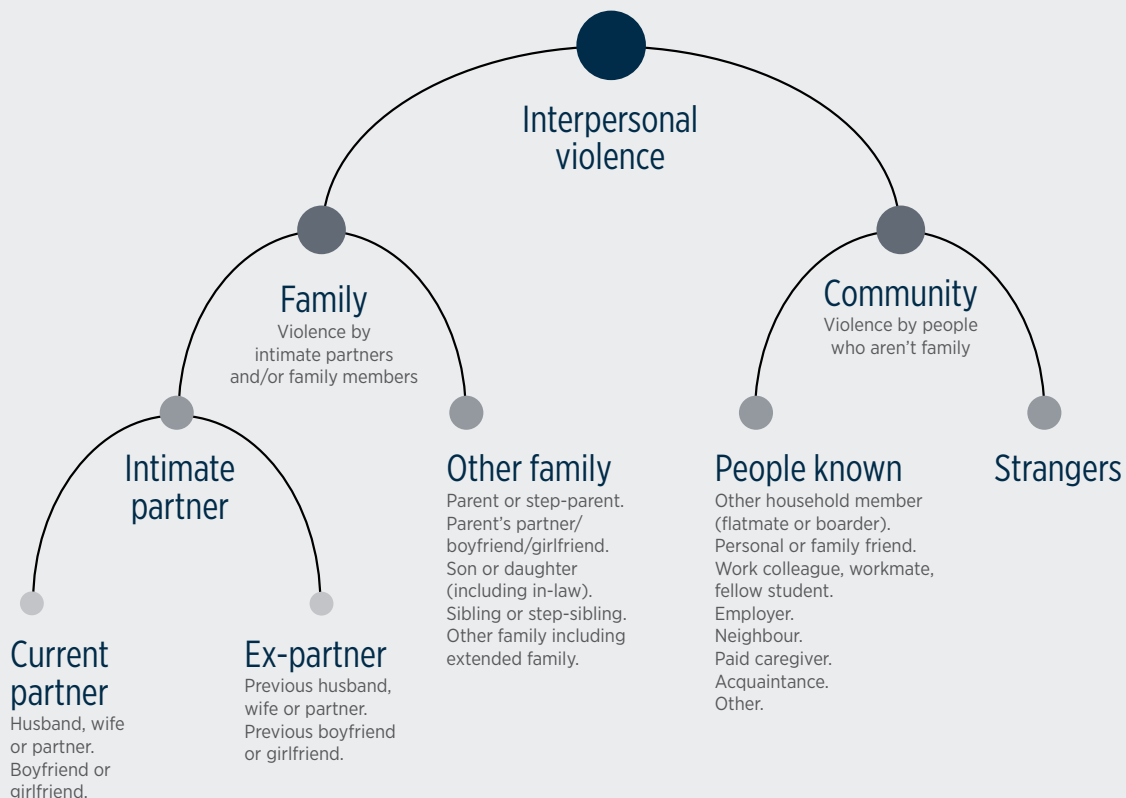 Interpersonal
violence
Family
Violence by
intimate partners
and/or family members
Community
Violence by people
who aren't family
Intimate
partner
Other family
Parent or step-parent.
Parent's partner/
boyfriend/girlfriend.
Son or daughter
(including in-law).
Sibling or step-sibling.
Other family including
extended family.
People known
Other household member
(flatmate or boarder).
Personal or family friend.
Work colleague, workmate,
fellow student.
Employer.
Neighbour.
Paid caregiver.
Acquaintance.
Other.
Strangers
Current
partner
Husband, wife
or partner.
Boyfriend or
girlfriend.
Ex-partner
Previous husband,
wife or partner.
Previous boyfriend
or girlfriend.